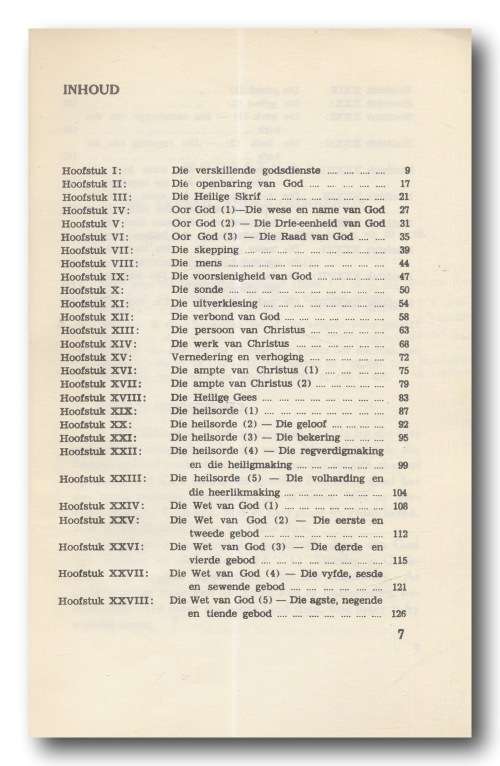 INHOUD
Hoofstuk I: Die verskillende godsdienste .... .... .... .... 9
Hoofstuk II: Die openbaring van God .... .... .... .... .... 17
Hoofstuk III: Die Heilige Skrif .... .... .... .... .... .... .... 21
Hoofstuk IV: Oor God (1)—Die wese en name van God 27
Hoofstuk V: Oor God (2) — Die Drie-eenheid van God 31
Hoofstuk VI: Oor God (3) — Die Raad van God .... .... 35
Hoofstuk VII: Die skepping .... .... .... .... .... .... .... .... 39
Hoofstuk VIII: Die mens .... .... .... .... .... .... .... .... .... 44
Hoofstuk IX: Die voorsienigheid van God .... .... .... .... 47
Hoofstuk X: Die sonde .... .... .... .... .... .... .... .... .... 50
Hoofstuk XI: Die uitverkiesing .... .... .... .... .... .... .... 54
Hoofstuk XII: Die verbond van God .... .... .... .... .... .... 58
Hoofstuk XIII: Die persoon van Christus .... .... .... .... .... 63
Hoofstuk XIV: Die werk van Christus .... .... .... .... .... 68
Hoofstuk XV: Vernedering en verhoging .... .... .... .... .... 72
Hoofstuk XVI: Die ampte van Christus (1) .... .... .... .... 75
Hoofstuk XVII: Die ampte van Christus (2) .... .... .... .... 79
Hoofstuk XVIII: Die Heilige Gees .... .... .... .... .... .... .... 83
Hoofstuk XIX: Die heilsorde (1) .... .... .... .... .... .... .... 87
Hoofstuk XX: Die heilsorde (2) — Die geloof .... .... .... 92
Hoofstuk XXI: Die heilsorde (3) — Die bekering .... .... 95
Hoofstuk XXII: Die heilsorde (4) — Die regverdigmaking
en die heiligmaking .... .... .... .... .... 99
Hoofstuk XXIII: Die heilsorde (5) — Die volharding en
die heerlikmaking .... .... .... .... .... .... 104
Hoofstuk XXIV: Die Wet van God (1) .... .... .... .... .... .... 108
Hoofstuk XXV: Die Wet van God (2) — Die eerste en
tweede gebod .... .... .... .... .... .... .... 112
Hoofstuk XXVI: Die Wet van God (3) — Die derde en
vierde gebod .... .... .... .... .... .... .... 115
Hoofstuk XXVII: Die Wet van God (4) — Die vyfde, sesde
en sewende gebod .... .... .... .... .... .... 121
Hoofstuk XXVIII: Die Wet van God (5) — Die agste, negende
en tiende gebod .... .... .... .... .... .... .... 126
7